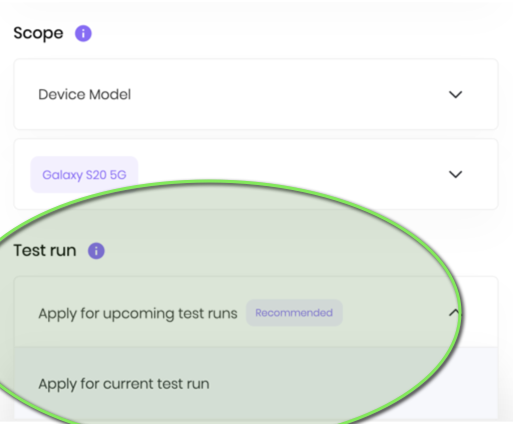 Scope
Device Model
Galaxy S20 5G
Test run
Apply for upcoming test runs Recommended
Apply for current test run